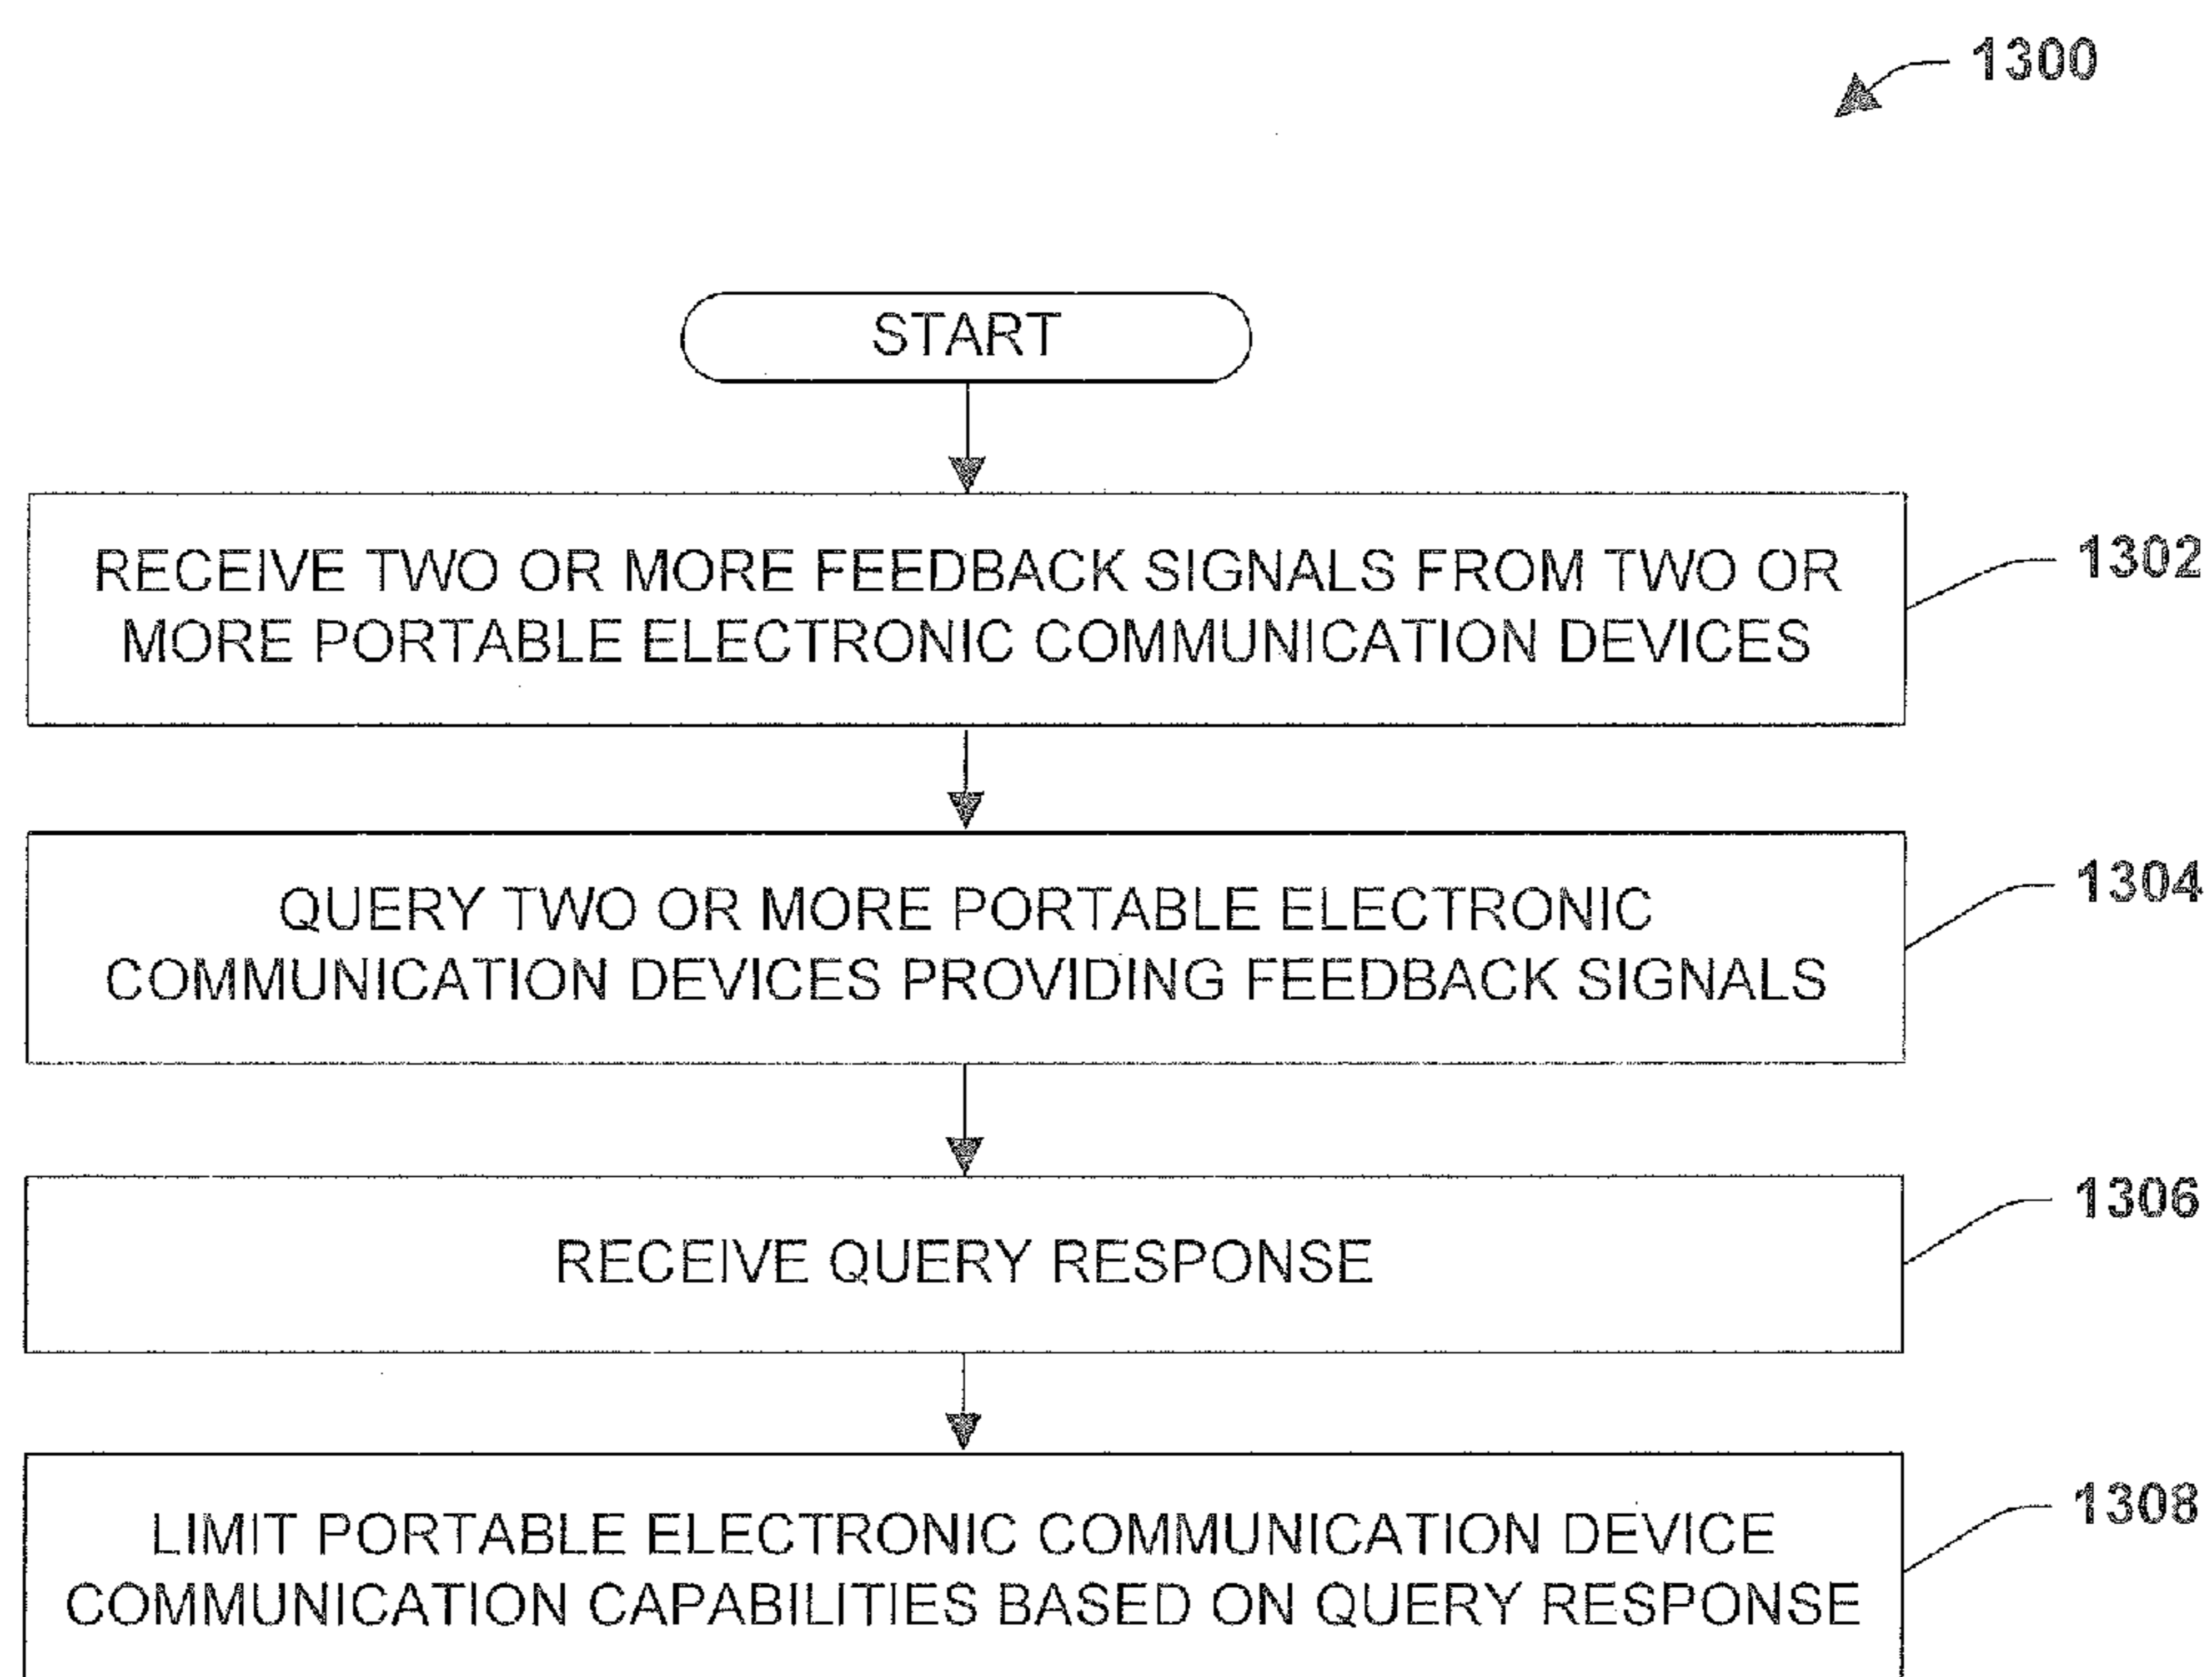 1300
START
RECEIVE TWO OR MORE FEEDBACK SIGNALS FROM TWO OR
MORE PORTABLE ELECTRONIC COMMUNICATION DEVICES
1302
QUERY TWO OR MORE PORTABLE ELECTRONIC
COMMUNICATION DEVICES PROVIDING FEEDBACK SIGNALS
1304
RECEIVE QUERY RESPONSE
1306
LIMIT PORTABLE ELECTRONIC COMMUNICATION DEVICE
COMMUNICATION CAPABILITIES BASED ON QUERY RESPONSE
1308